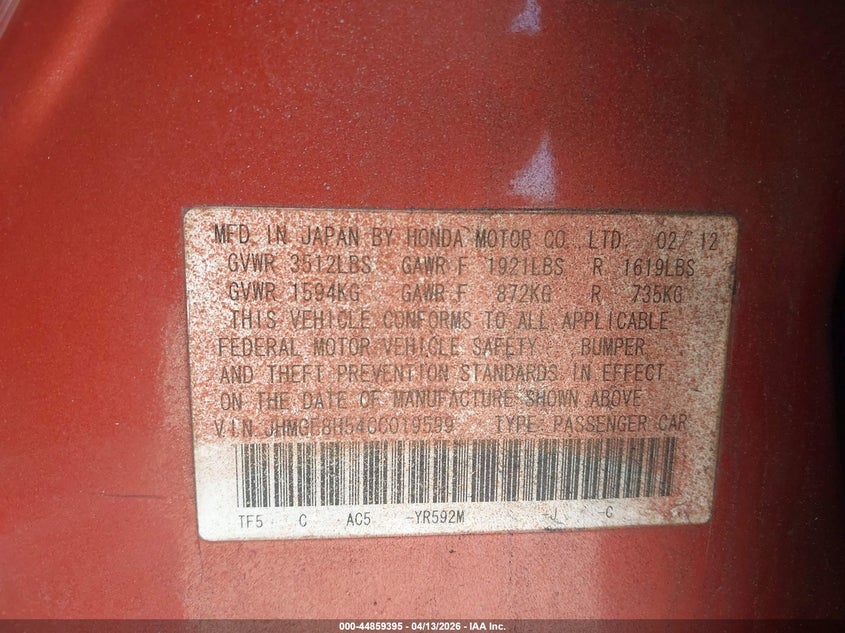 MFD. IN JAPAN BY HONDA MOTOR CO., LTD. 02/12
GVWR 3512LBS GAWR F 1921LBS R 1619LBS
GVWR 1594KG GAWR F 872KG R 735KG
THIS VEHICLE CONFORMS TO ALL APPLICABLE
FEDERAL MOTOR VEHICLE SAFETY, BUMPER
AND THEFT PREVENTION STANDARDS IN EFFECT
ON THE DATE OF MANUFACTURE SHOWN ABOVE.
V.I.N. JHMGE8H54CC019599 TYPE: PASSENGER CAR
TF5 C AC5 -YR592M -J -C
000-44859395 - 04/13/2026 - IAA Inc.